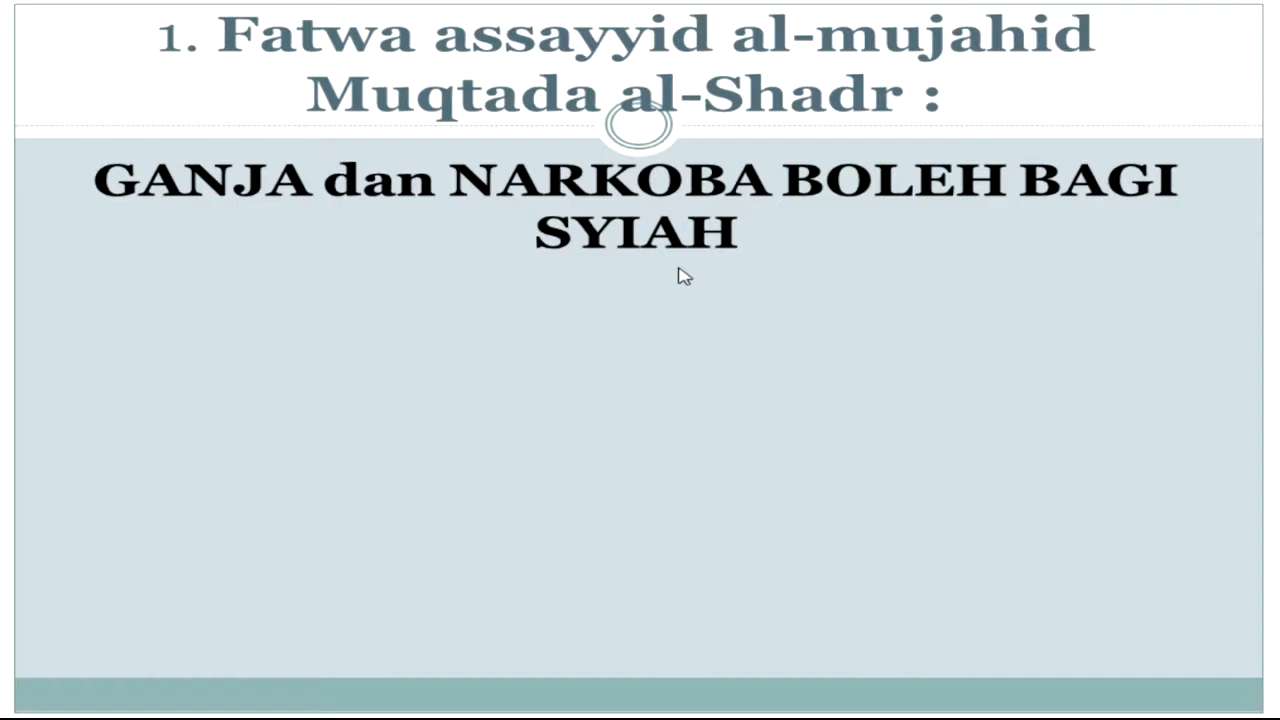 1. Fatwa assayyid al-mujahid
Muqtada al-Shadr :
GANJA dan NARKOBA BOLEH BAGI
SYIAH